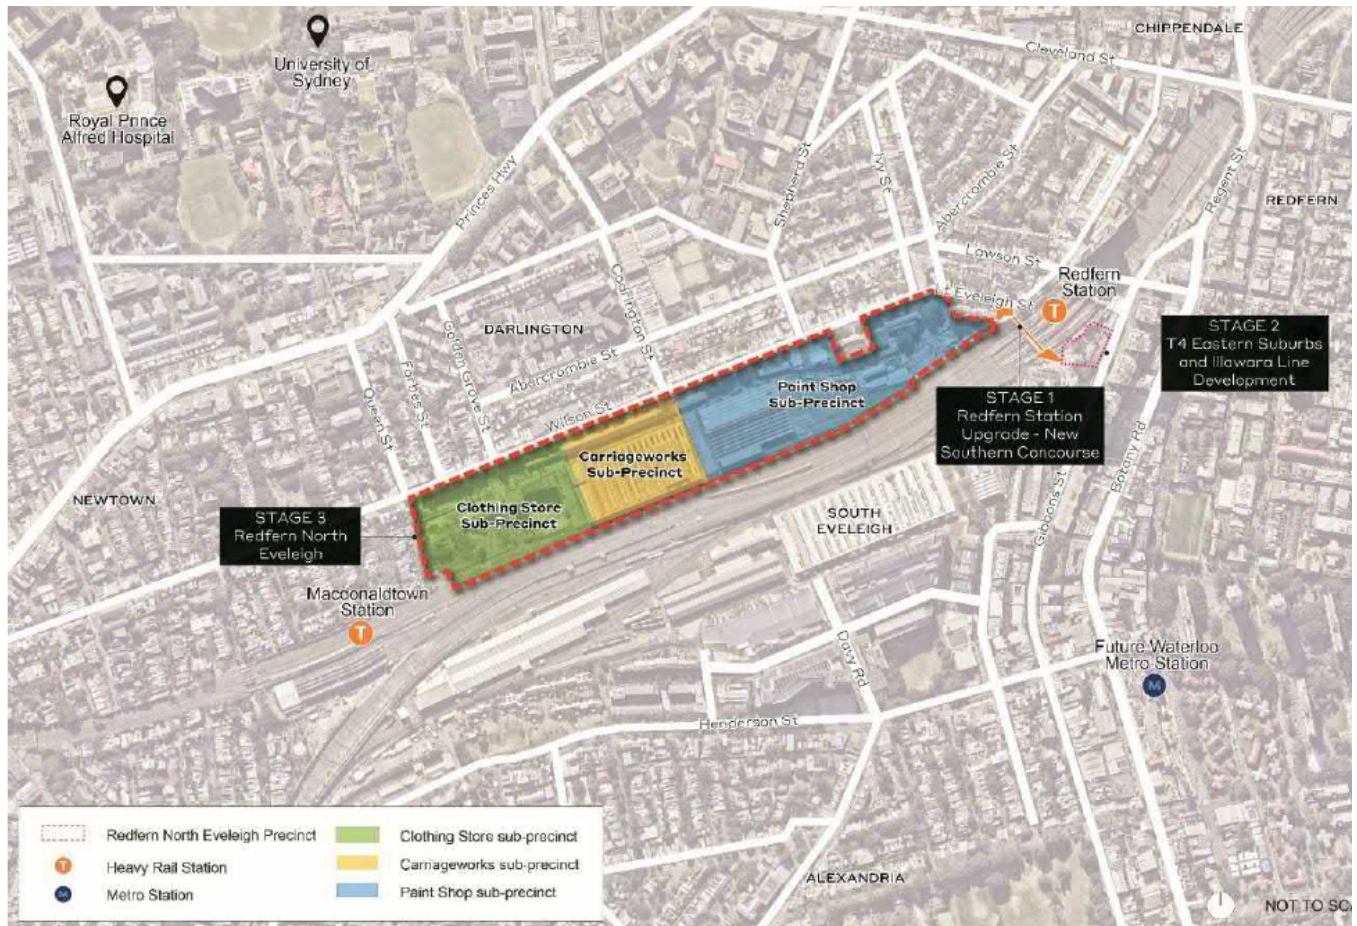 CHIPPENDALE
Cleveland St
University of
Sydney
Royal Prince
Alfred Hospital
Princes Hwy
Shepherd St
Ivy St
Abercrombie St
Regent St
REDFERN
Lawson St
Redfern
Station
T
Lt Eveleigh St
Codrington St
Golden Grove St
DARLINGTON
Forbes St
Queen St
Abercrombie St
Wilson St
Paint Shop
Sub-Precinct
STAGE 2
T4 Eastern Suburbs
and Illawara Line
Development
STAGE 1
Redfern Station
Upgrade - New
Southern Concourse
Carriageworks
Sub-Precinct
Clothing Store
Sub-Precinct
NEWTOWN
STAGE 3
Redfern North
Eveleigh
SOUTH
EVELEIGH
Gibbons St
Botany Rd
Macdonaldtown
Station
T
Davy Rd
Future Waterloo
Metro Station
M
Henderson St
ALEXANDRIA
Redfern North Eveleigh Precinct
T
Heavy Rail Station
M
Metro Station
Clothing Store sub-precinct
Carriageworks sub-precinct
Paint Shop sub-precinct
NOT TO SCA